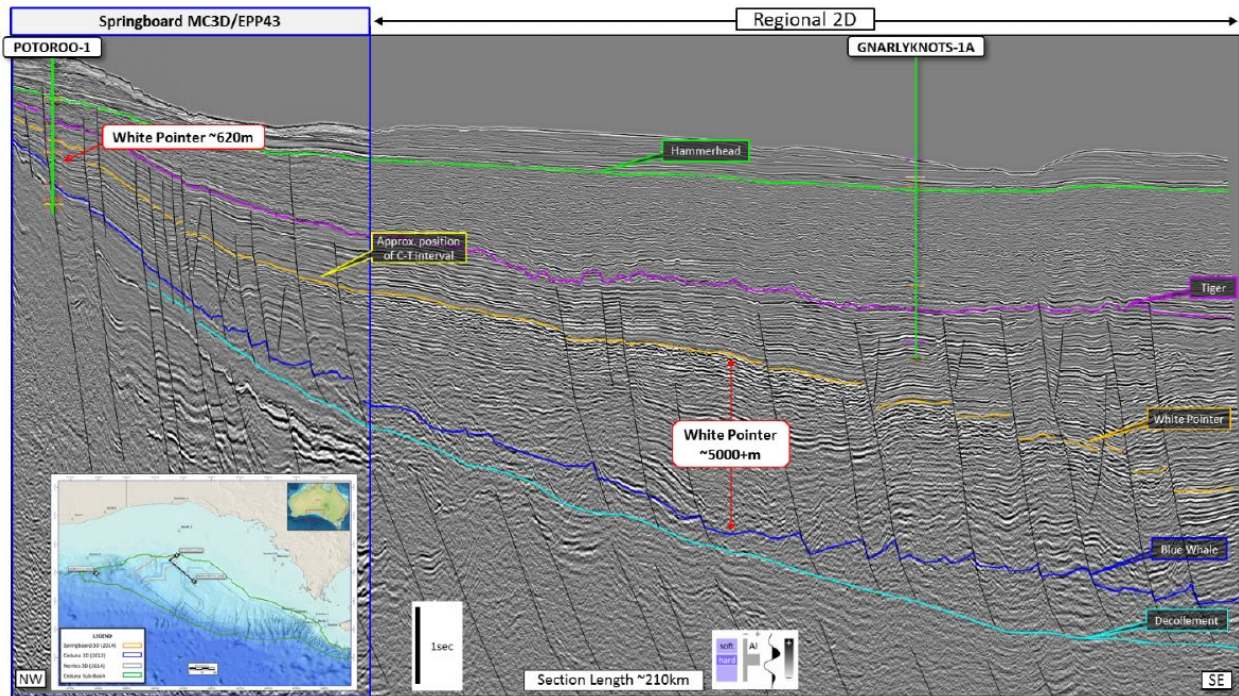 Springboard MC3D/EPP43
Regional 2D
POTOROO-1
GNARLYKNOTS-1A
White Pointer ~620m
Hammerhead
Approx. position
of C-T interval
Tiger
White Pointer
White Pointer
~5000+m
Blue Whale
Decollement
1sec
soft
hard
- +
AI
+
Section Length ~210km
NW
SE
LEGEND
Springboard 3D (2014)
Ceduna 3D (2012)
Nerites 3D (2014)
Ceduna Sub-Basin